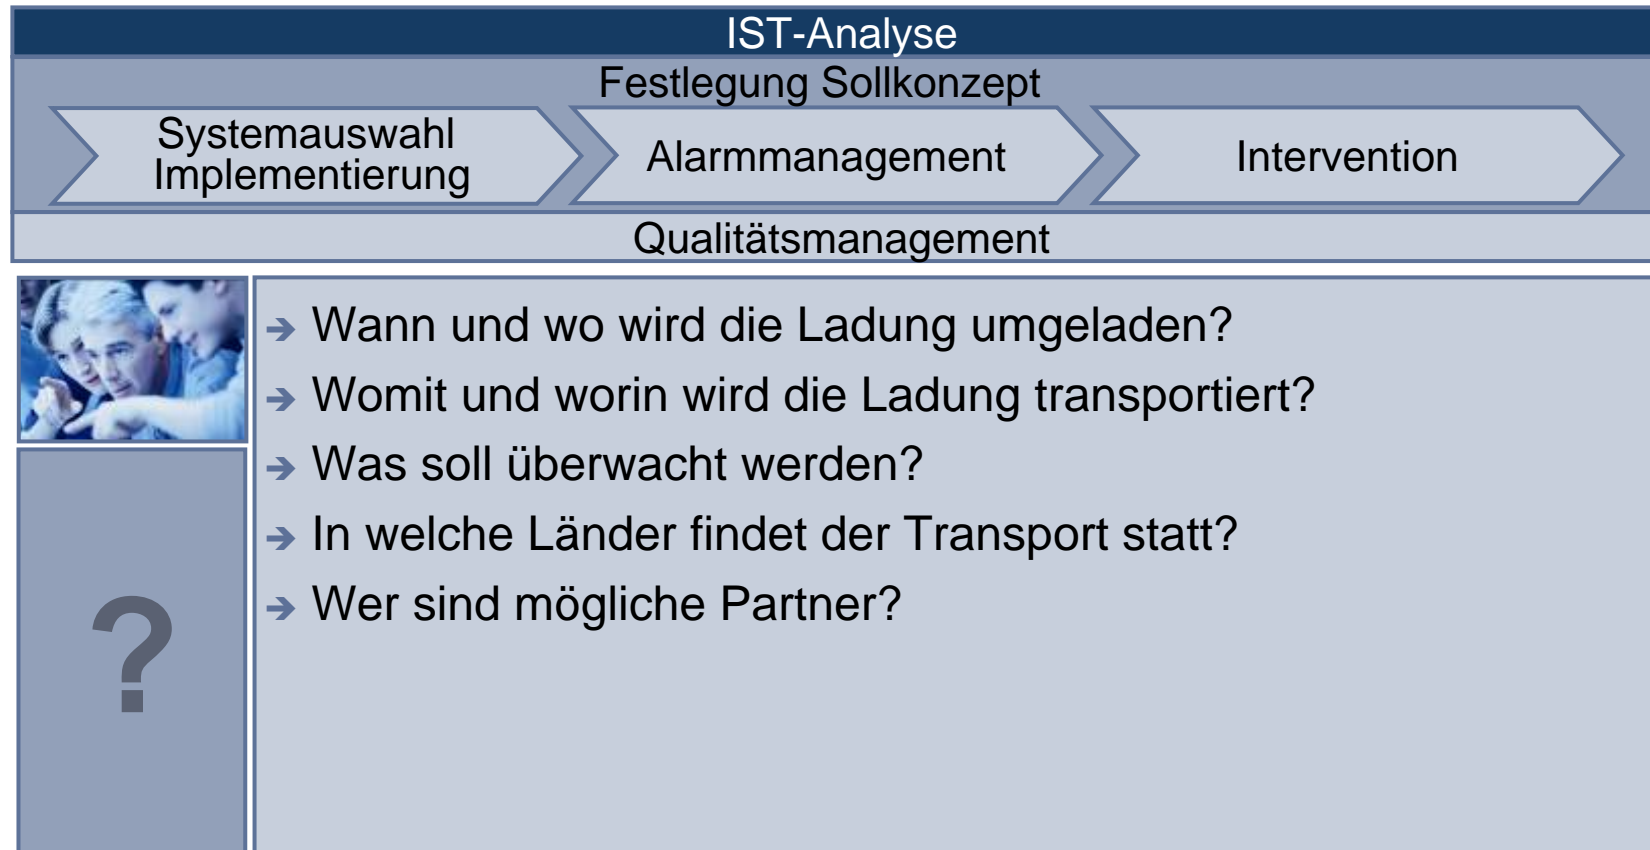 IST-Analyse
Festlegung Sollkonzept
Systemauswahl
Implementierung
Alarmmanagement
Intervention
Qualitätsmanagement
➔ Wann und wo wird die Ladung umgeladen?
➔ Womit und worin wird die Ladung transportiert?
➔ Was soll überwacht werden?
➔ In welche Länder findet der Transport statt?
➔ Wer sind mögliche Partner?
?